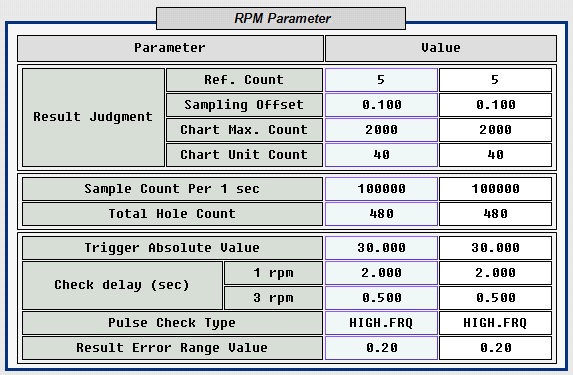 RPM Parameter
Parameter Value
Result Judgment
Ref. Count 5 5
Sampling Offset 0.100 0.100
Chart Max. Count 2000 2000
Chart Unit Count 40 40
Sample Count Per 1 sec 100000 100000
Total Hole Count 480 480
Trigger Absolute Value 30.000 30.000
Check delay (sec)
1 rpm 2.000 2.000
3 rpm 0.500 0.500
Pulse Check Type HIGH.FRQ HIGH.FRQ
Result Error Range Value 0.20 0.20